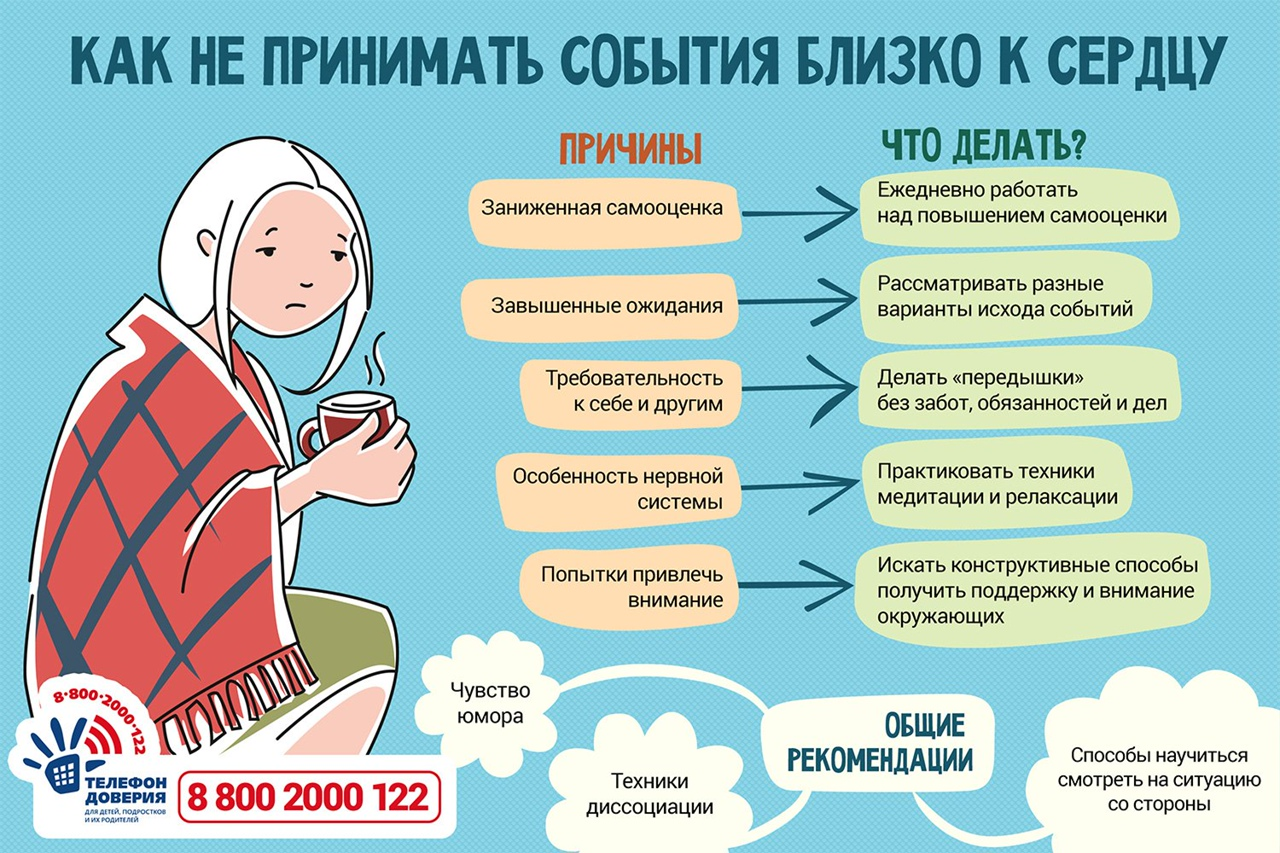 КАК НЕ ПРИНИМАТЬ СОБЫТИЯ БЛИЗКО К СЕРДЦУ
ПРИЧИНЫ
ЧТО ДЕЛАТЬ?
Заниженная самооценка
Ежедневно работать
над повышением самооценки
Завышенные ожидания
Рассматривать разные
варианты исхода событий
Требовательность
к себе и другим
Делать «передышки»
без забот, обязанностей и дел
Особенность нервной
системы
Практиковать техники
медитации и релаксации
Попытки привлечь
внимание
Искать конструктивные способы
получить поддержку и внимание
окружающих
ОБЩИЕ
РЕКОМЕНДАЦИИ
Чувство
юмора
Техники
диссоциации
Способы научиться
смотреть на ситуацию
со стороны
8·800·2000·122
ТЕЛЕФОН
ДОВЕРИЯ
ДЛЯ ДЕТЕЙ, ПОДРОСТКОВ
И ИХ РОДИТЕЛЕЙ
8 800 2000 122